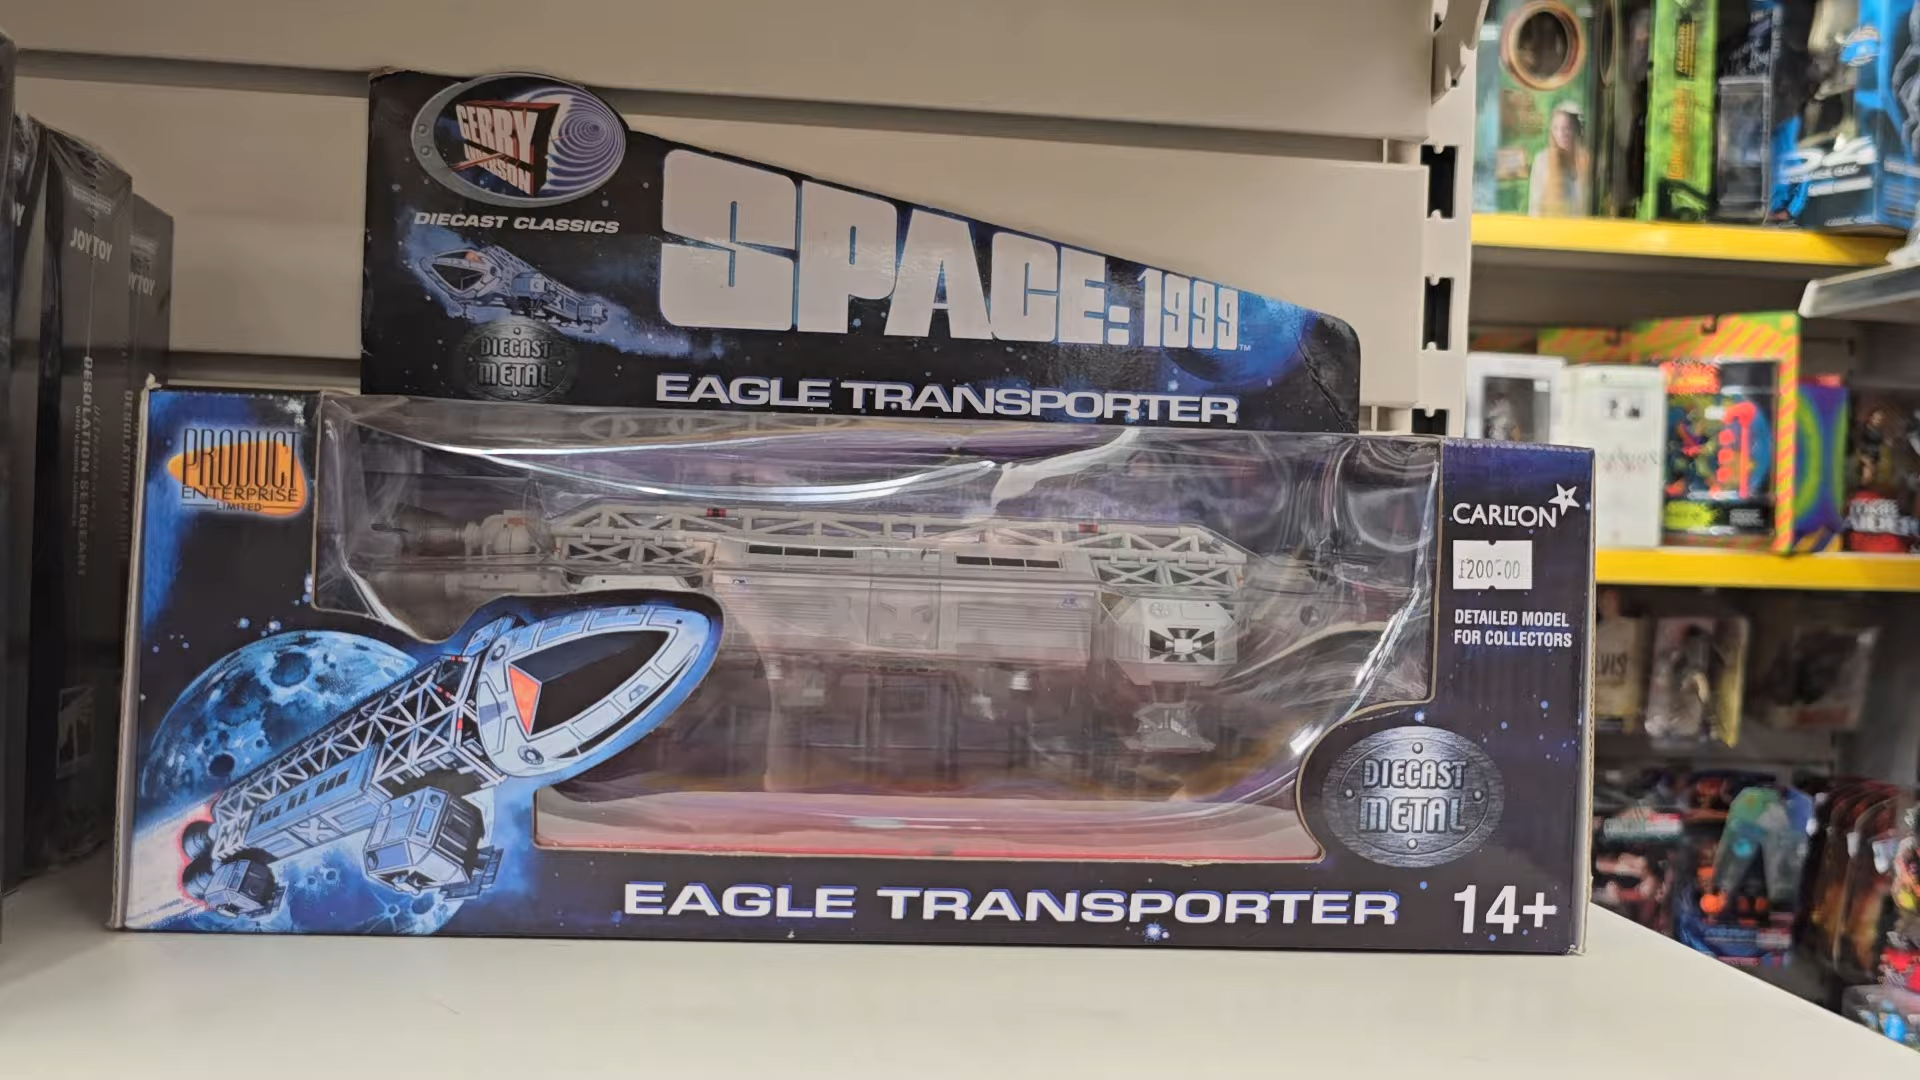 GERRY
ANDERSON
DIECAST CLASSICS
SPACE: 1999
TM
DIECAST
METAL
EAGLE TRANSPORTER
PRODUCT
ENTERPRISE
LIMITED
CARLTON
£200.00
DETAILED MODEL
FOR COLLECTORS
DIECAST
METAL
EAGLE TRANSPORTER
14+
JOYTOY
DESOLATION SERGEANT